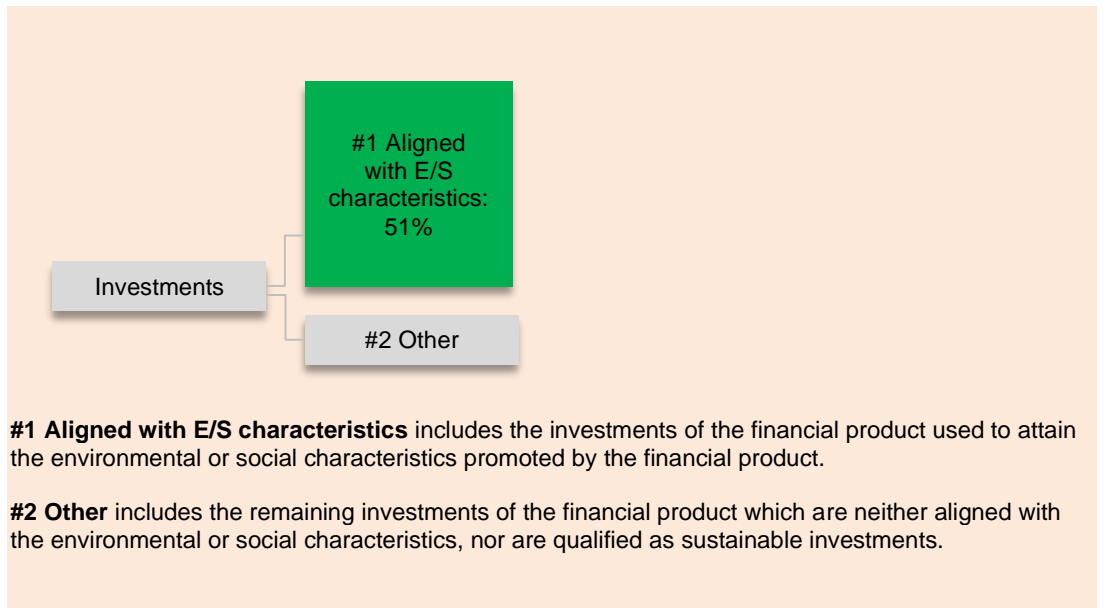 #1 Aligned
with E/S
characteristics:
51%
Investments
#2 Other
#1 Aligned with E/S characteristics includes the investments of the financial product used to attain
the environmental or social characteristics promoted by the financial product.
#2 Other includes the remaining investments of the financial product which are neither aligned with
the environmental or social characteristics, nor are qualified as sustainable investments.